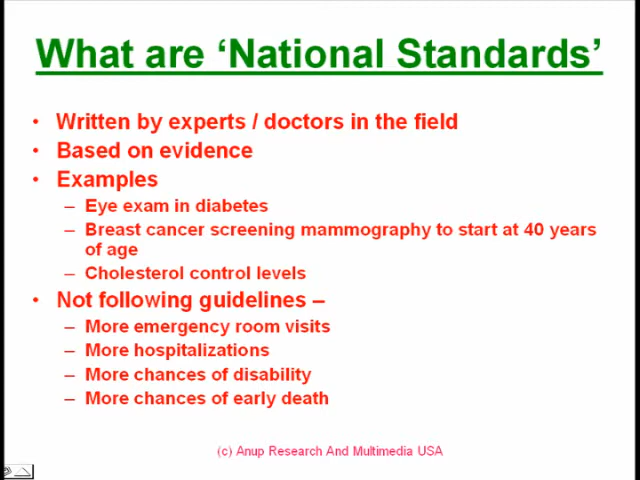 What are ‘National Standards’
• Written by experts / doctors in the field
• Based on evidence
• Examples
– Eye exam in diabetes
– Breast cancer screening mammography to start at 40 years
of age
– Cholesterol control levels
• Not following guidelines –
– More emergency room visits
– More hospitalizations
– More chances of disability
– More chances of early death
(c) Anup Research And Multimedia USA